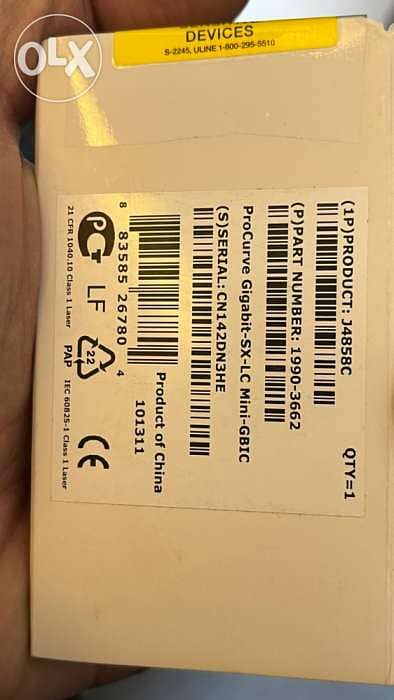 OLX
DEVICES
S-2245, ULINE 1-800-295-5510
(1P)PRODUCT: J4858C
QTY=1
(P)PART NUMBER: 1990-3662
ProCurve Gigabit-SX-LC Mini-GBIC
(S)SERIAL: CN142DN3HE
8 83585 26780 4
Product of China
101311
PCT LF
22
PAP
CE
21 CFR 1040.10 Class 1 Laser
IEC 60825-1 Class 1 Laser